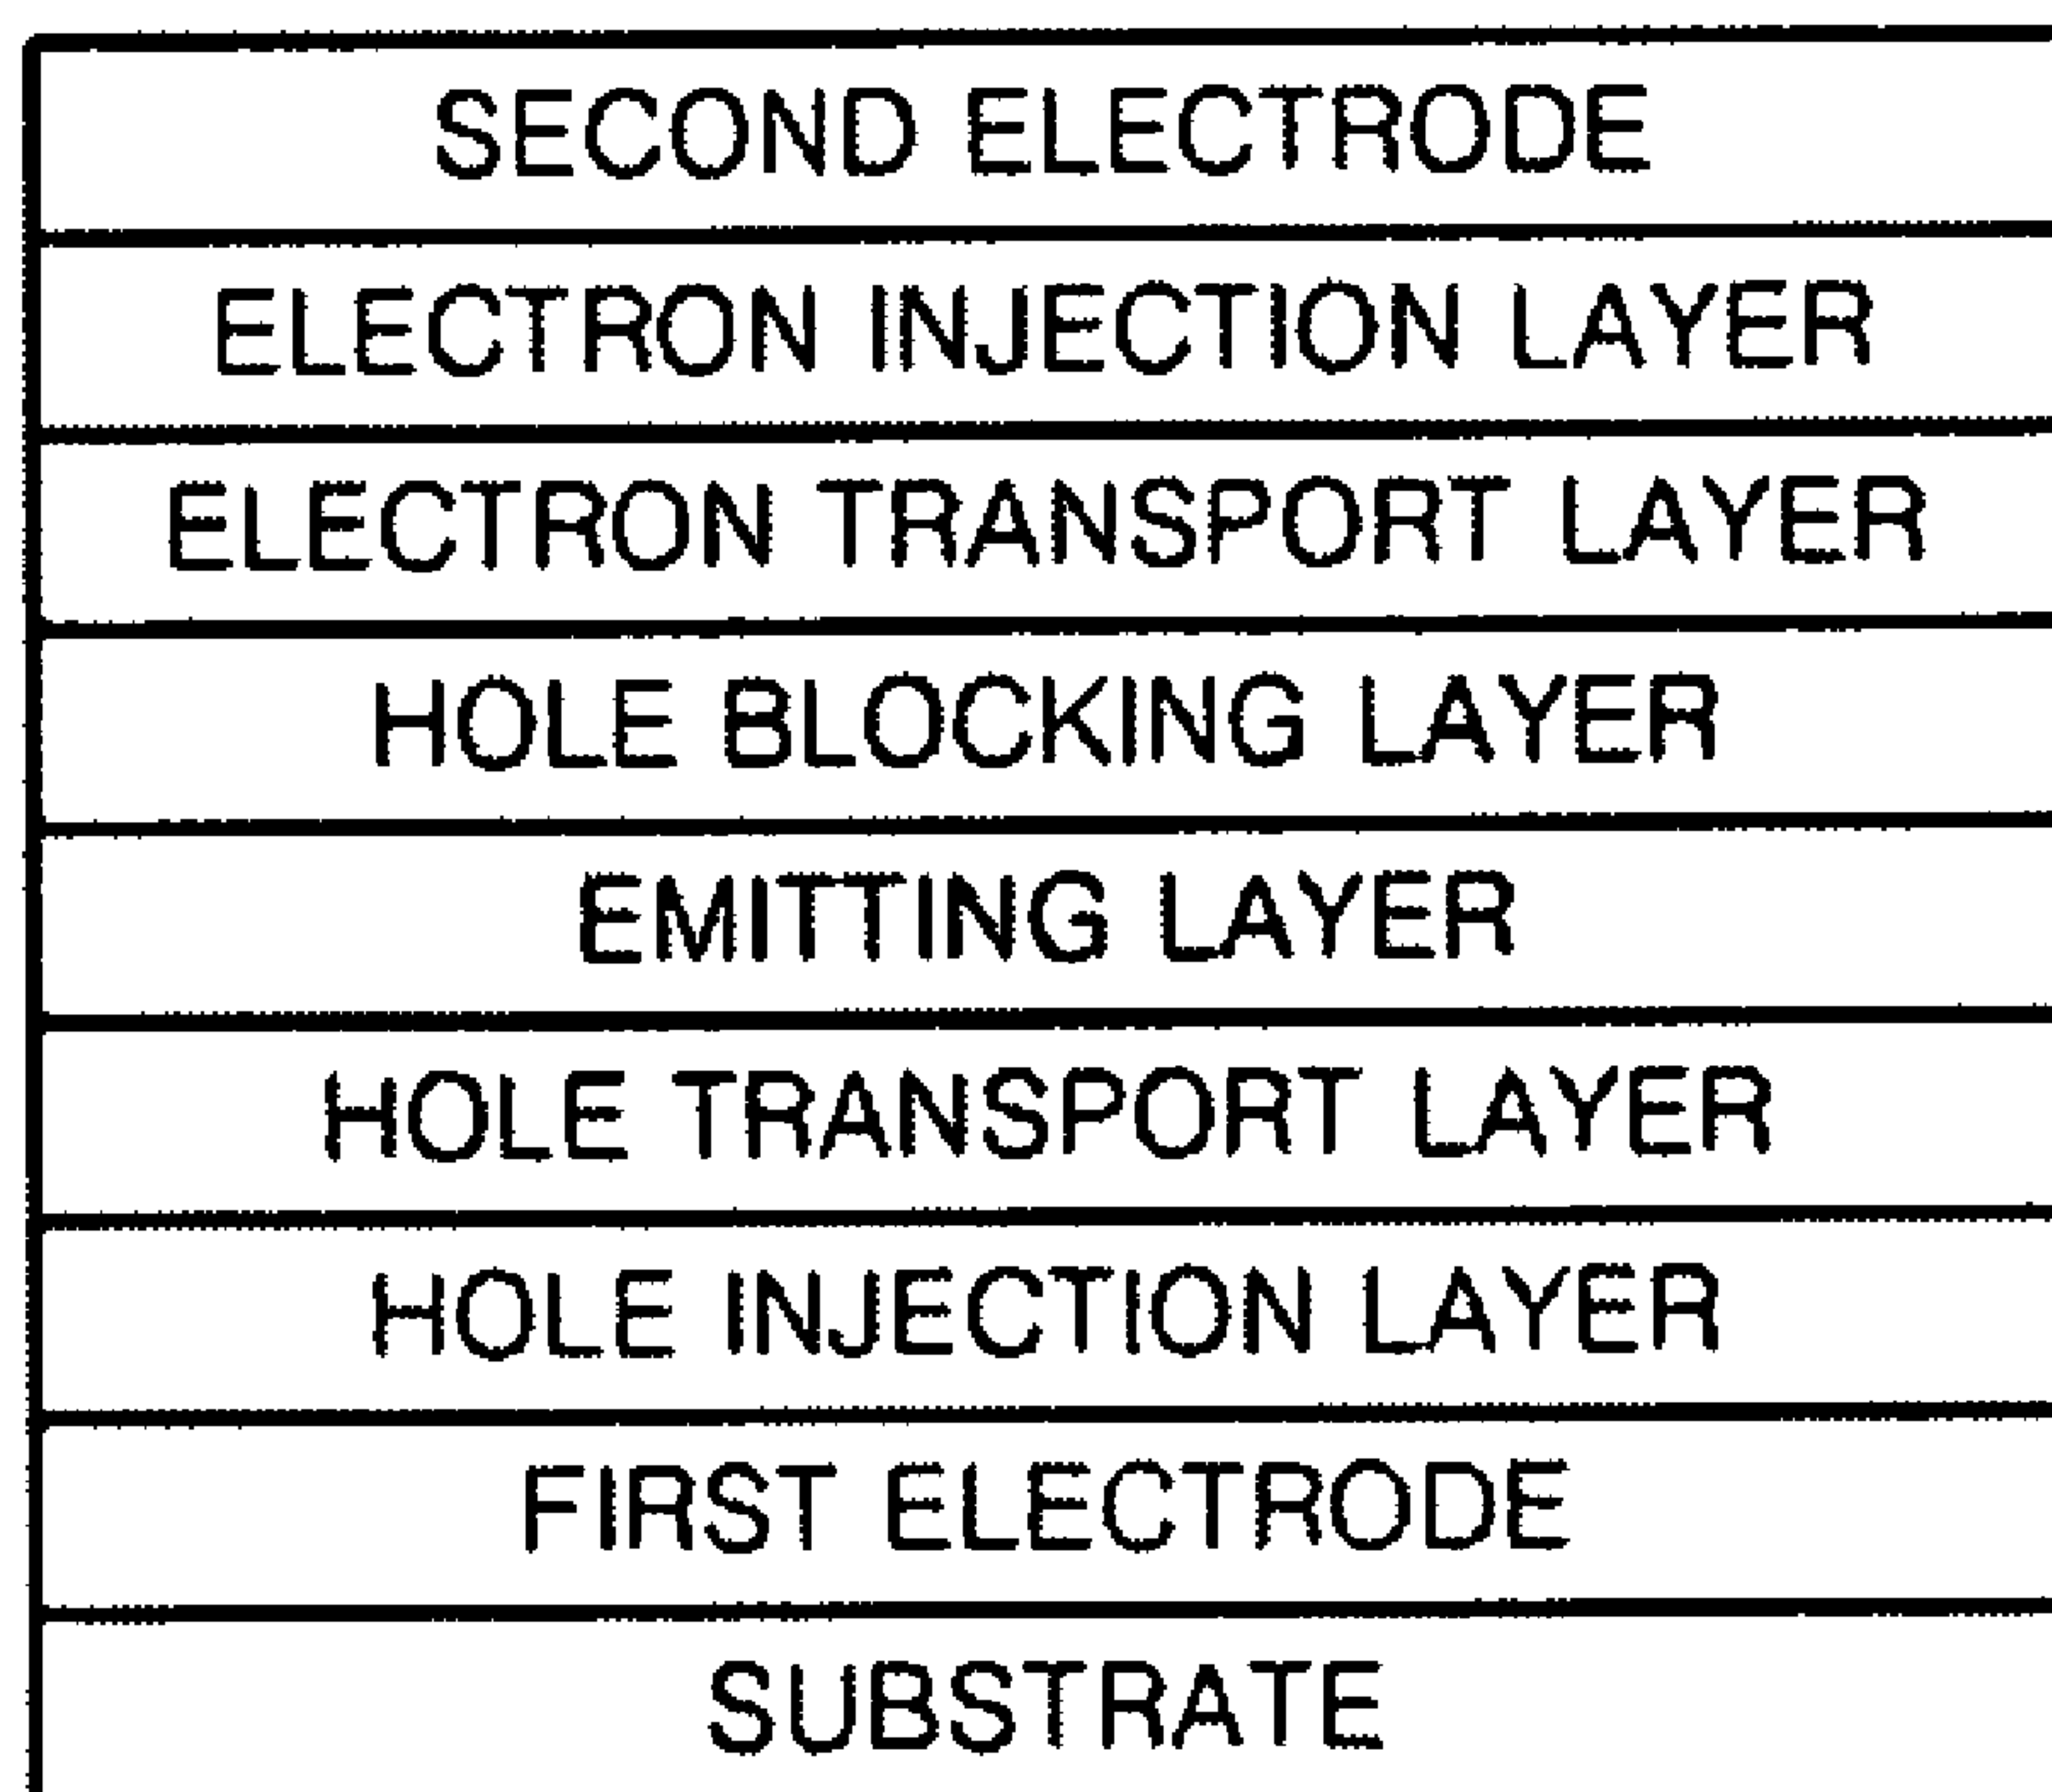 SECOND ELECTRODE
ELECTRON INJECTION LAYER
ELECTRON TRANSPORT LAYER
HOLE BLOCKING LAYER
EMITTING LAYER
HOLE TRANSPORT LAYER
HOLE INJECTION LAYER
FIRST ELECTRODE
SUBSTRATE